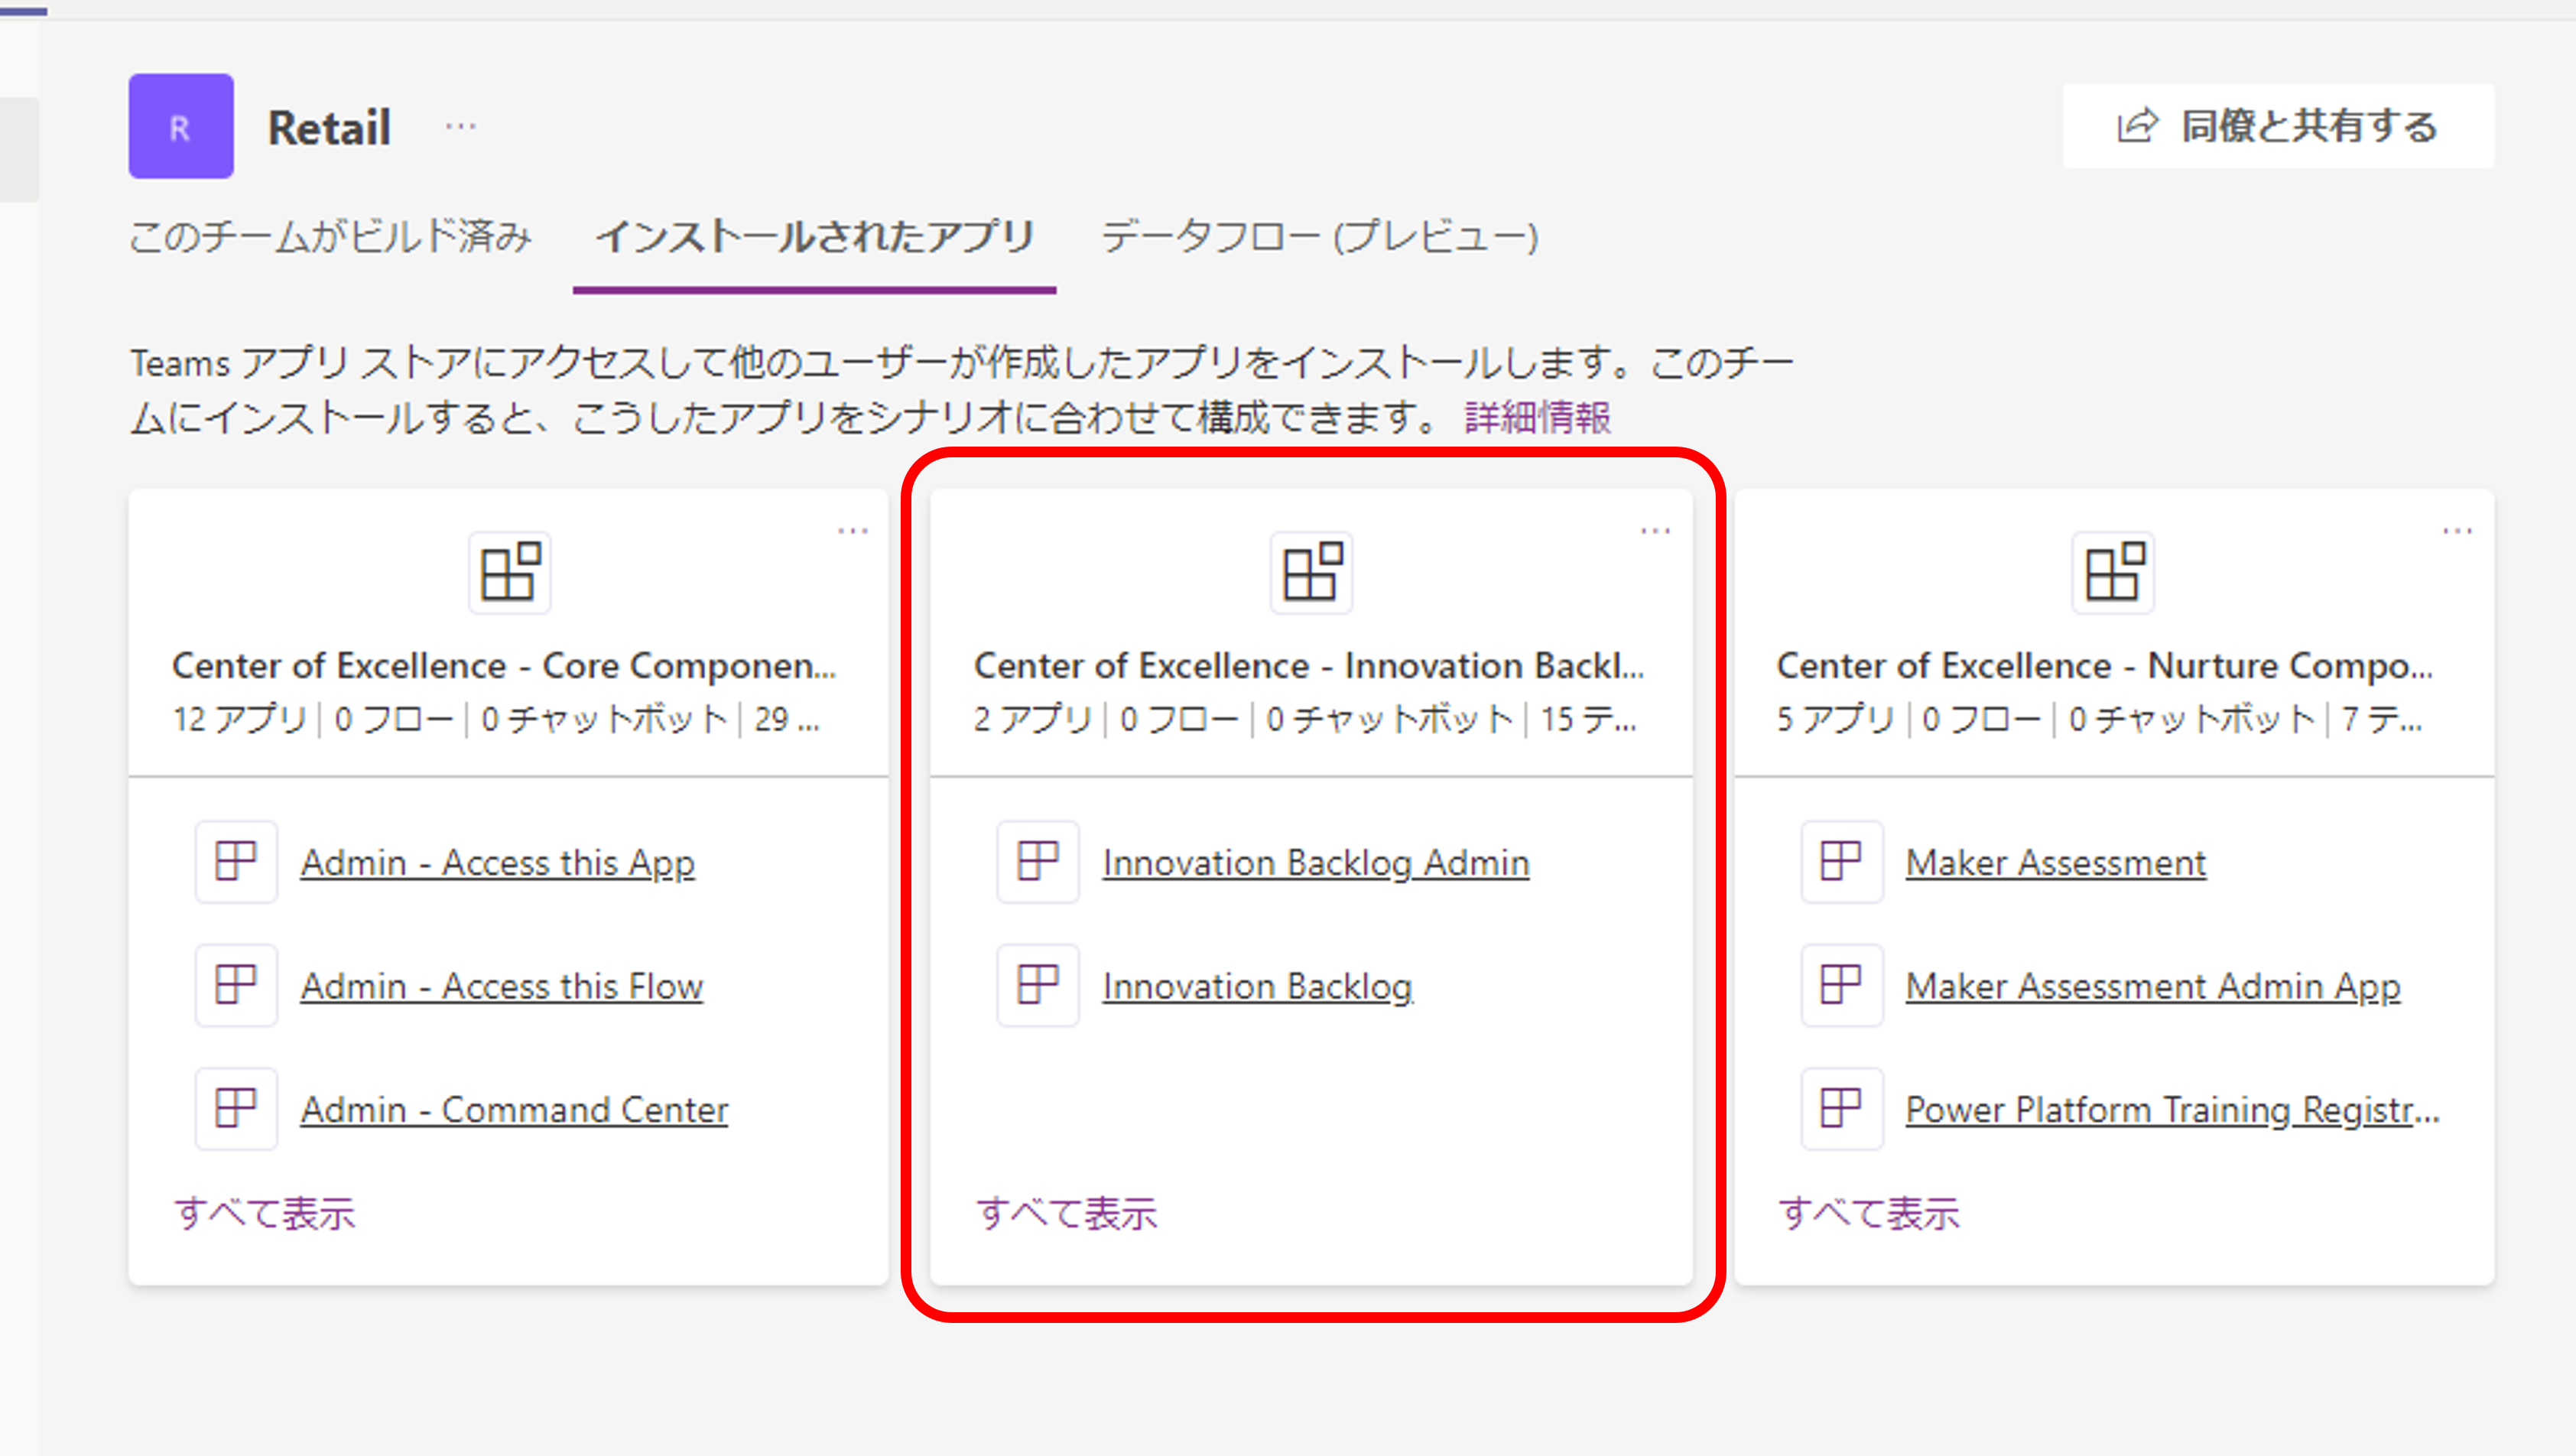 R
Retail ...
同僚と共有する
このチームがビルド済み
インストールされたアプリ
データフロー (プレビュー)
Teams アプリ ストアにアクセスして他のユーザーが作成したアプリをインストールします。このチー
ムにインストールすると、こうしたアプリをシナリオに合わせて構成できます。 詳細情報
Center of Excellence - Core Componen...
12 アプリ | 0 フロー | 0 チャットボット | 29 ...
Admin - Access this App
Admin - Access this Flow
Admin - Command Center
すべて表示
Center of Excellence - Innovation Backl...
2 アプリ | 0 フロー | 0 チャットボット | 15 テ...
Innovation Backlog Admin
Innovation Backlog
すべて表示
Center of Excellence - Nurture Compo...
5 アプリ | 0 フロー | 0 チャットボット | 7 テ...
Maker Assessment
Maker Assessment Admin App
Power Platform Training Registr...
すべて表示